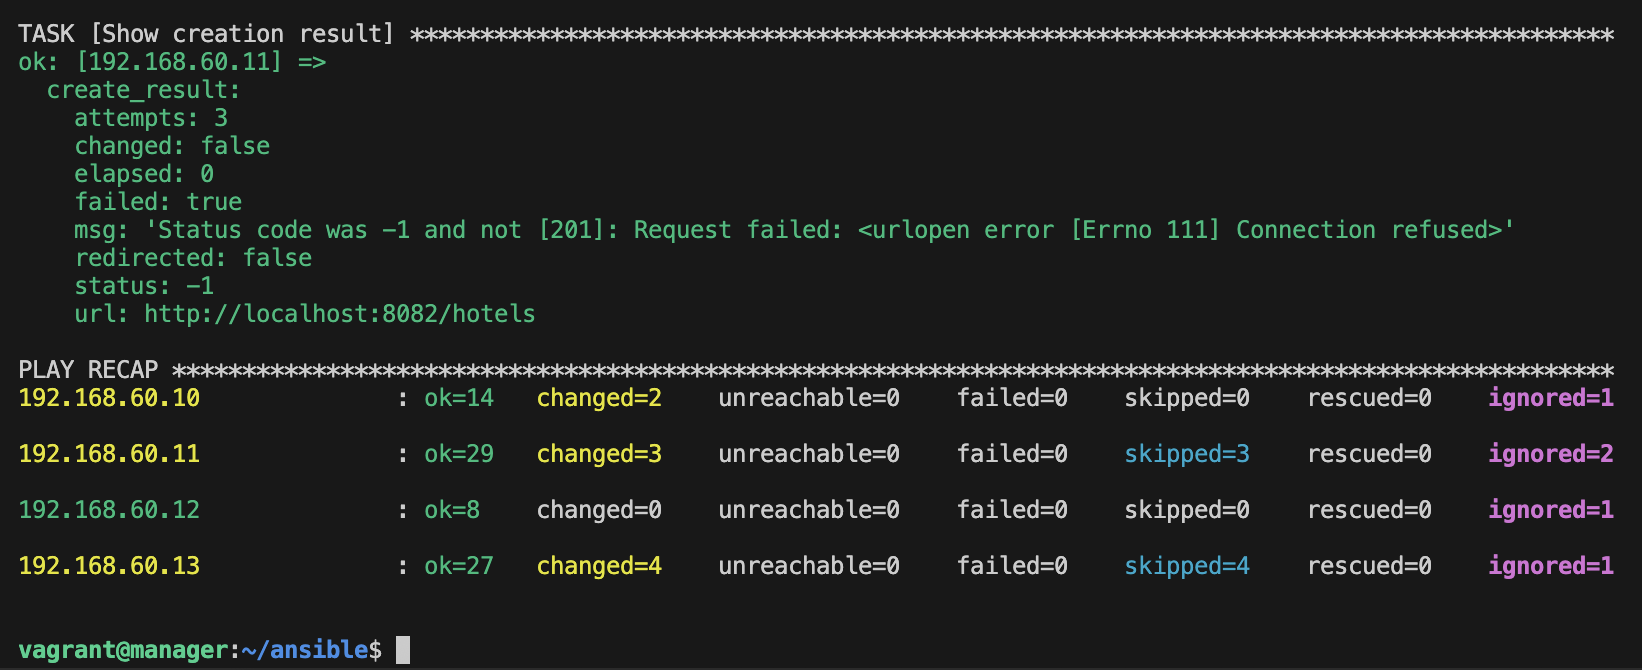 TASK [Show creation result] **************************************************************************************
ok: [192.168.60.11] =>
  create_result:
    attempts: 3
    changed: false
    elapsed: 0
    failed: true
    msg: 'Status code was -1 and not [201]: Request failed: <urlopen error [Errno 111] Connection refused>'
    redirected: false
    status: -1
    url: http://localhost:8082/hotels
PLAY RECAP *******************************************************************************************************
192.168.60.10              : ok=14   changed=2    unreachable=0    failed=0    skipped=0    rescued=0    ignored=1
192.168.60.11              : ok=29   changed=3    unreachable=0    failed=0    skipped=3    rescued=0    ignored=2
192.168.60.12              : ok=8    changed=0    unreachable=0    failed=0    skipped=0    rescued=0    ignored=1
192.168.60.13              : ok=27   changed=4    unreachable=0    failed=0    skipped=4    rescued=0    ignored=1
vagrant@manager:~/ansible$